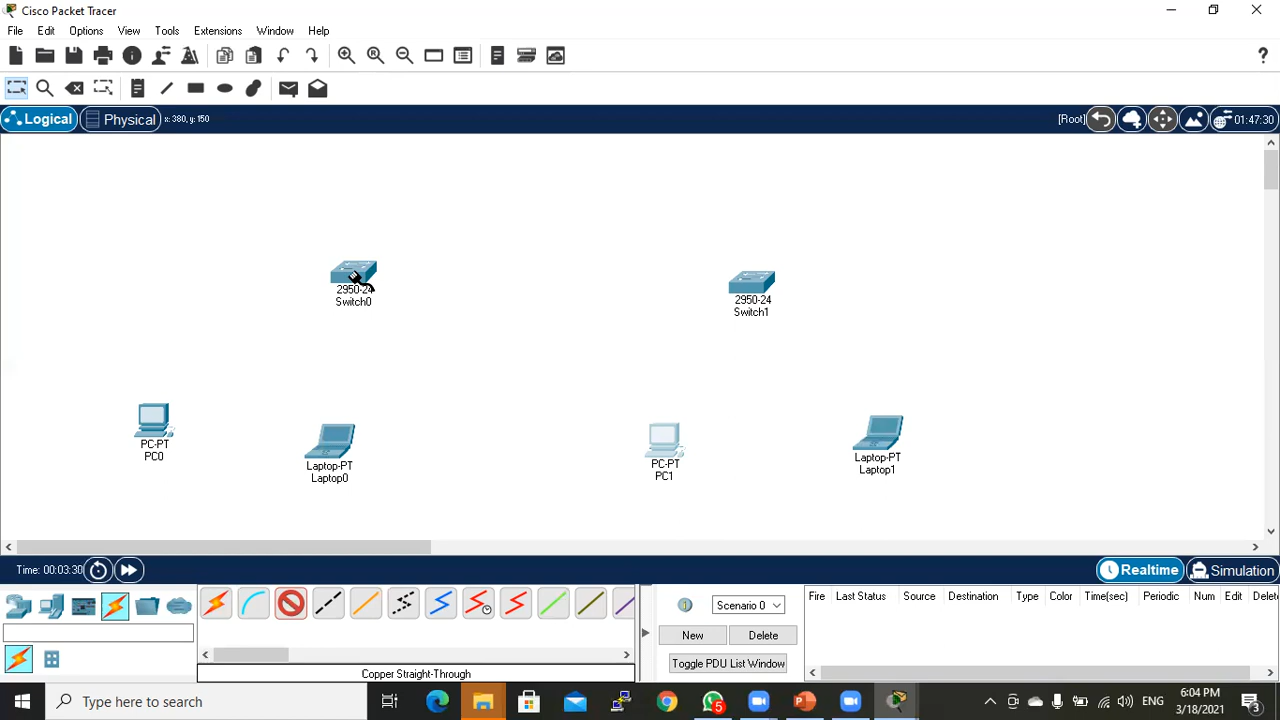 Cisco Packet Tracer
File Edit Options View Tools Extensions Window Help
?
Logical Physical x: 380, y: 150 [Root] 01:47:30
2950-24
Switch0
2950-24
Switch1
PC-PT
PC0
Laptop-PT
Laptop0
PC-PT
PC1
Laptop-PT
Laptop1
Time: 00:03:30 Realtime Simulation
Scenario 0
New Delete
Toggle PDU List Window
Fire Last Status Source Destination Type Color Time(sec) Periodic Num Edit Delete
Copper Straight-Through
Type here to search
5
ENG
6:04 PM
3/18/2021
3